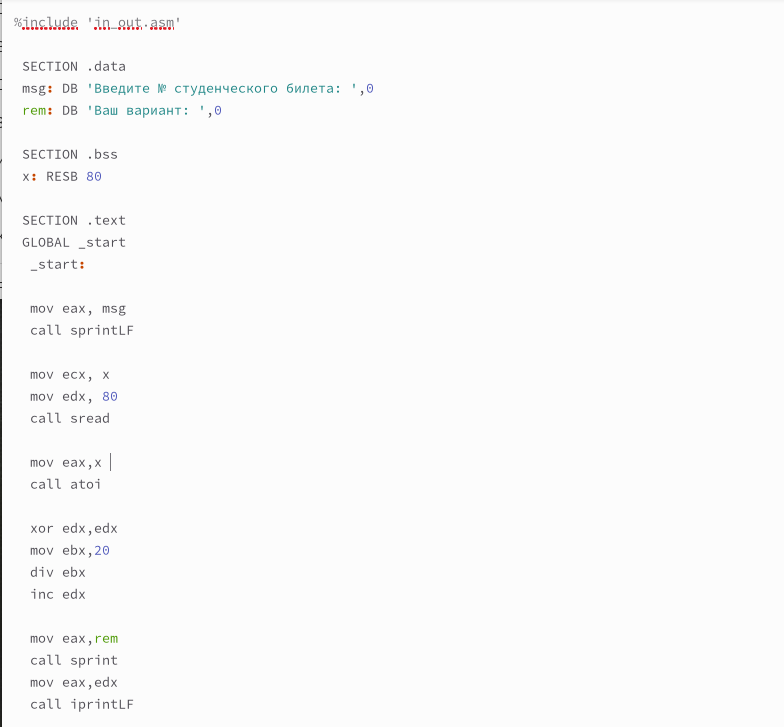 %include 'in_out.asm'
SECTION .data
msg: DB 'Введите № студенческого билета: ',0
rem: DB 'Ваш вариант: ',0
SECTION .bss
x: RESB 80
SECTION .text
GLOBAL _start
_start:
mov eax, msg
call sprintLF
mov ecx, x
mov edx, 80
call sread
mov eax,x
call atoi
xor edx,edx
mov ebx,20
div ebx
inc edx
mov eax,rem
call sprint
mov eax,edx
call iprintLF